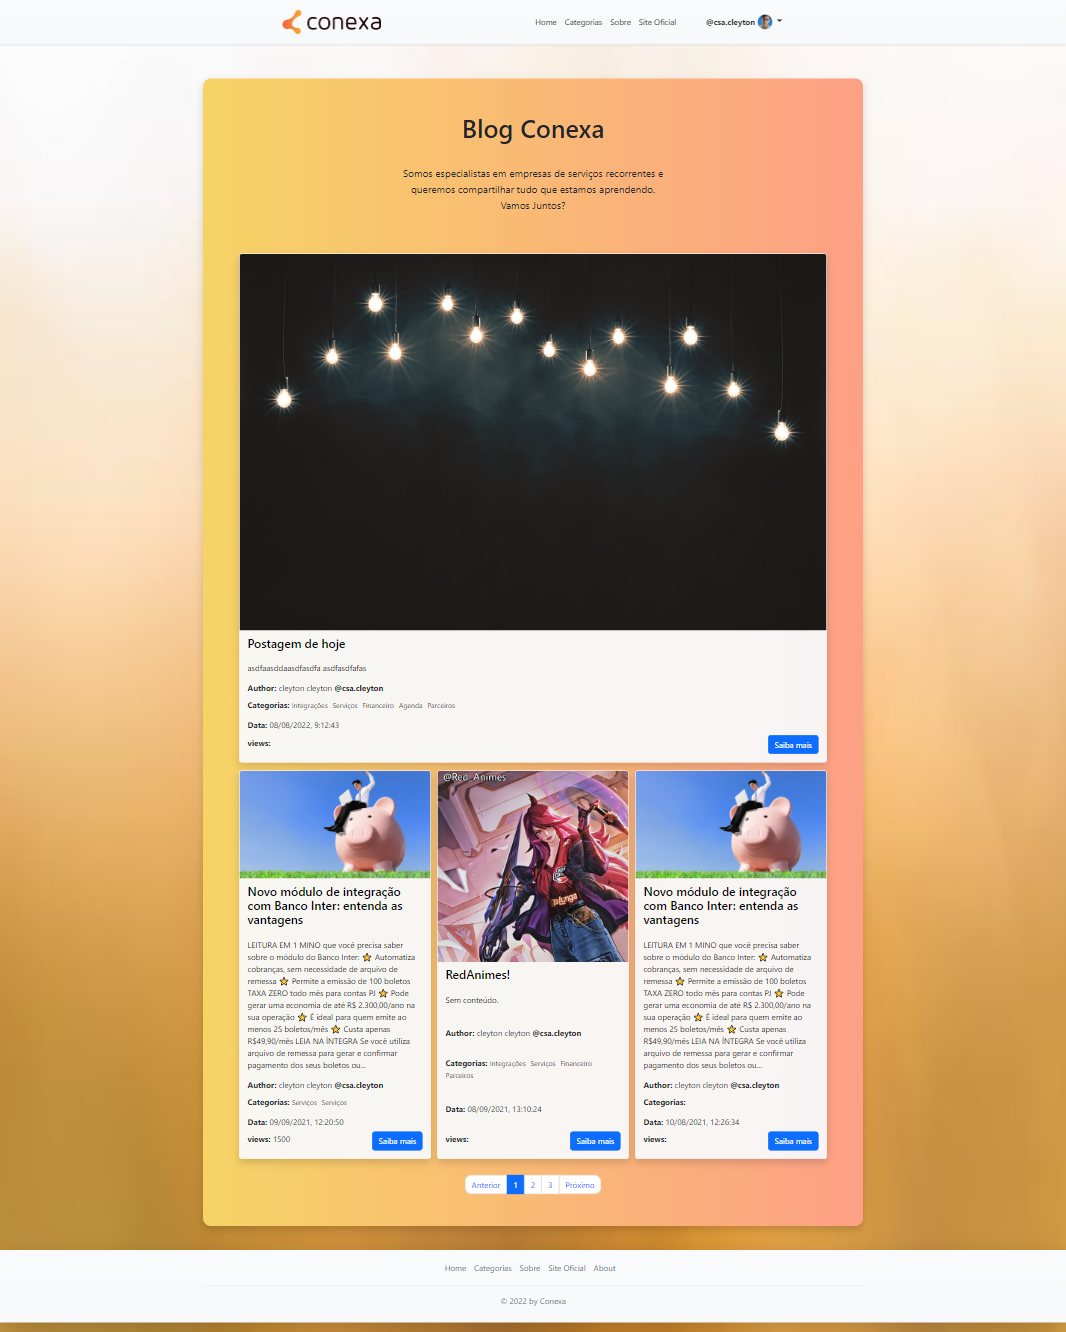 conexa
Home Categorias Sobre Site Oficial @csa.cleyton
Blog Conexa
Somos especialistas em empresas de serviços recorrentes e
queremos compartilhar tudo que estamos aprendendo.
Vamos Juntos?
Postagem de hoje
asdfaasddaasdfasdfa asdfasdfafas
Author: cleyton cleyton @csa.cleyton
Categorias: Integrações Serviços Financeiro Agenda Parceiros
Data: 08/08/2022, 9:12:43
views:
Saiba mais
Novo módulo de integração
com Banco Inter: entenda as
vantagens
LEITURA EM 1 MINO que você precisa saber
sobre o módulo do Banco Inter: ⭐ Automatiza
cobranças, sem necessidade de arquivo de
remessa ⭐ Permite a emissão de 100 boletos
TAXA ZERO todo mês para contas PJ ⭐ Pode
gerar uma economia de até R$ 2.300,00/ano na
sua operação ⭐ É ideal para quem emite ao
menos 25 boletos/mês ⭐ Custa apenas
R$49,90/mês LEIA NA ÍNTEGRA Se você utiliza
arquivo de remessa para gerar e confirmar
pagamento dos seus boletos ou...
Author: cleyton cleyton @csa.cleyton
Categorias: Serviços Serviços
Data: 09/09/2021, 12:20:50
views: 1500
Saiba mais
@Red_Animes
RedAnimes!
Sem conteúdo.
Author: cleyton cleyton @csa.cleyton
Categorias: Integrações Serviços Financeiro
Parceiros
Data: 08/09/2021, 13:10:24
views:
Saiba mais
Novo módulo de integração
com Banco Inter: entenda as
vantagens
LEITURA EM 1 MINO que você precisa saber
sobre o módulo do Banco Inter: ⭐ Automatiza
cobranças, sem necessidade de arquivo de
remessa ⭐ Permite a emissão de 100 boletos
TAXA ZERO todo mês para contas PJ ⭐ Pode
gerar uma economia de até R$ 2.300,00/ano na
sua operação ⭐ É ideal para quem emite ao
menos 25 boletos/mês ⭐ Custa apenas
R$49,90/mês LEIA NA ÍNTEGRA Se você utiliza
arquivo de remessa para gerar e confirmar
pagamento dos seus boletos ou...
Author: cleyton cleyton @csa.cleyton
Categorias:
Data: 10/08/2021, 12:26:34
views:
Saiba mais
Anterior 1 2 3 Próximo
Home Categorias Sobre Site Oficial About
© 2022 by Conexa